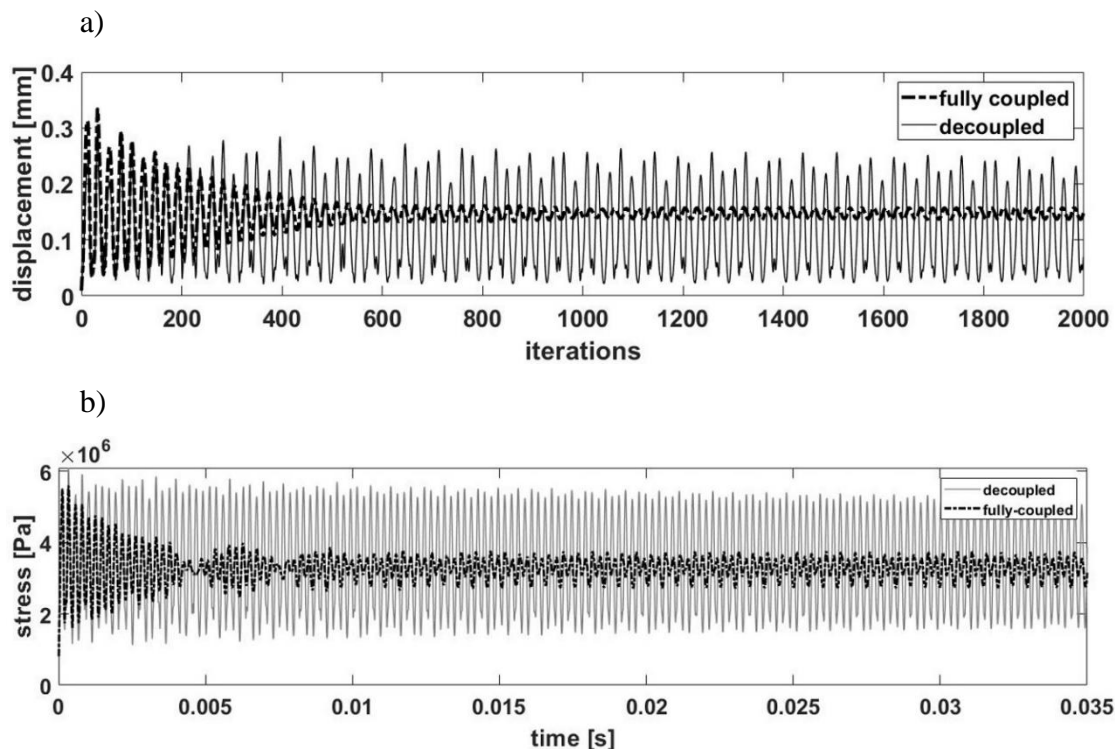 a)
displacement [mm]
0.4
0.3
0.2
0.1
0
fully coupled
decoupled
0 200 400 600 800 1000 1200 1400 1600 1800 2000
iterations
b)
×10^6
stress [Pa]
6
4
2
0
decoupled
fully-coupled
0 0.005 0.01 0.015 0.02 0.025 0.03 0.035
time [s]